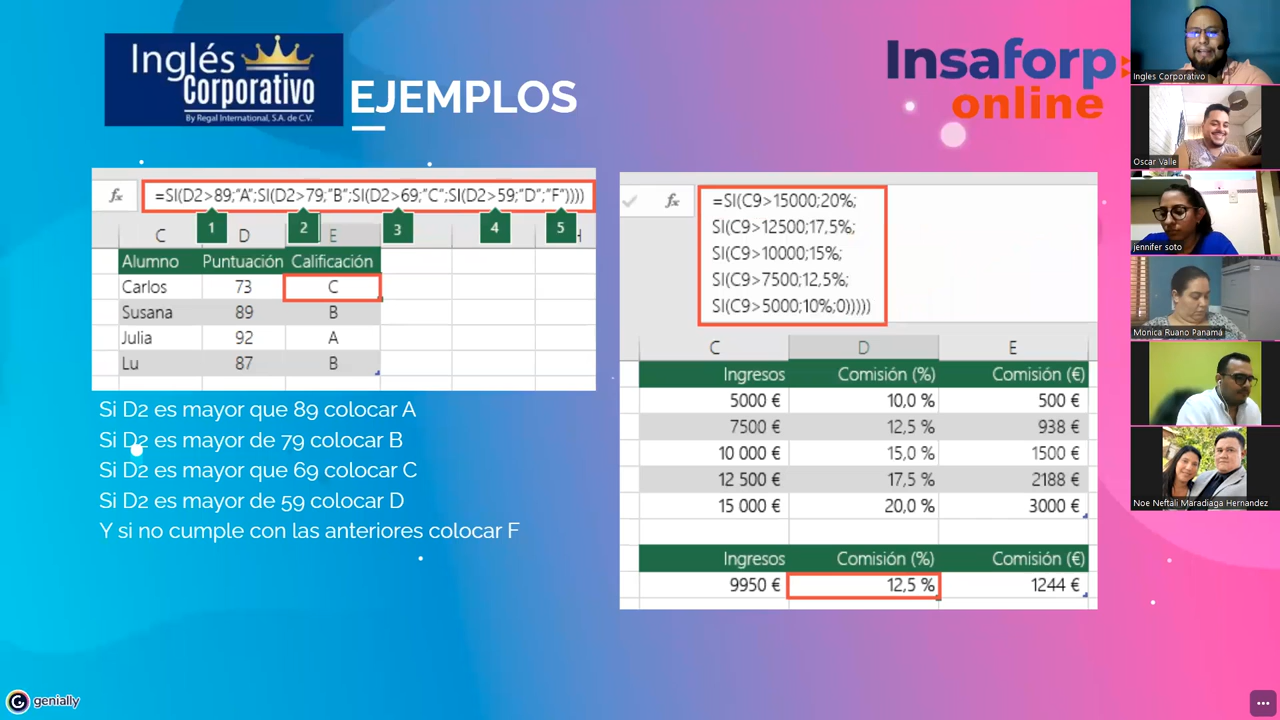 Inglés
Corporativo
By Regal International, S.A. de C.V.
EJEMPLOS
Insaforp
online
fx =SI(D2>89;"A";SI(D2>79;"B";SI(D2>69;"C";SI(D2>59;"D";"F"))))
1 2 3 4 5
C D E H
Alumno Puntuación Calificación
Carlos 73 C
Susana 89 B
Julia 92 A
Lu 87 B
Si D2 es mayor que 89 colocar A
Si D2 es mayor de 79 colocar B
Si D2 es mayor que 69 colocar C
Si D2 es mayor de 59 colocar D
Y si no cumple con las anteriores colocar F
fx =SI(C9>15000;20%;
SI(C9>12500;17,5%;
SI(C9>10000;15%;
SI(C9>7500;12,5%;
SI(C9>5000;10%;0)))))
C D E
Ingresos Comisión (%) Comisión (€)
5000 € 10,0 % 500 €
7500 € 12,5 % 938 €
10 000 € 15,0 % 1500 €
12 500 € 17,5 % 2188 €
15 000 € 20,0 % 3000 €
Ingresos Comisión (%) Comisión (€)
9950 € 12,5 % 1244 €
Ingles Corporativo
Oscar Valle
jennifer soto
Monica Ruano Panamá
Noe Neftali Maradiaga Hernandez
genially